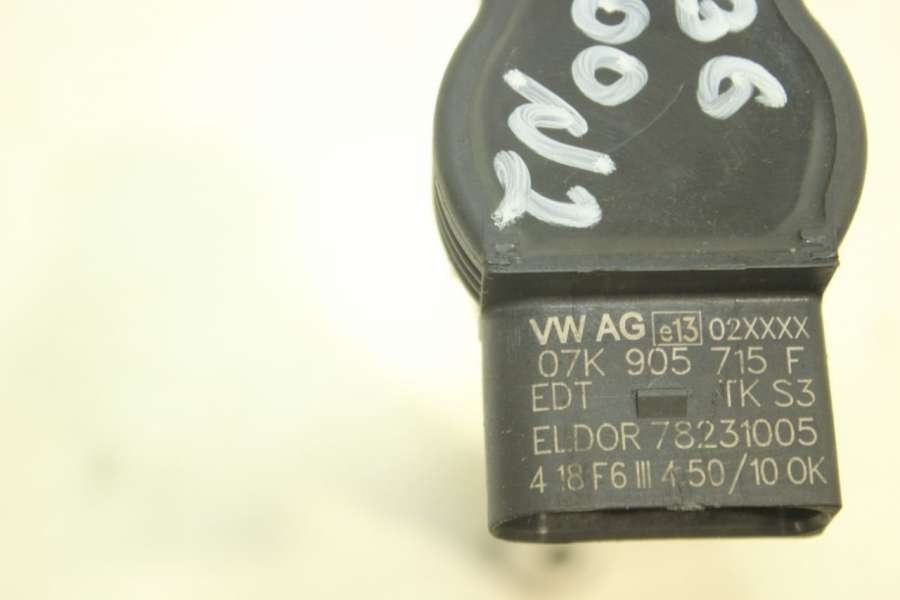 VW AG e13 02XXXX
07K 905 715 F
EDT TK S3
ELDOR 78231005
4 18 F6 III 4.50/10 OK